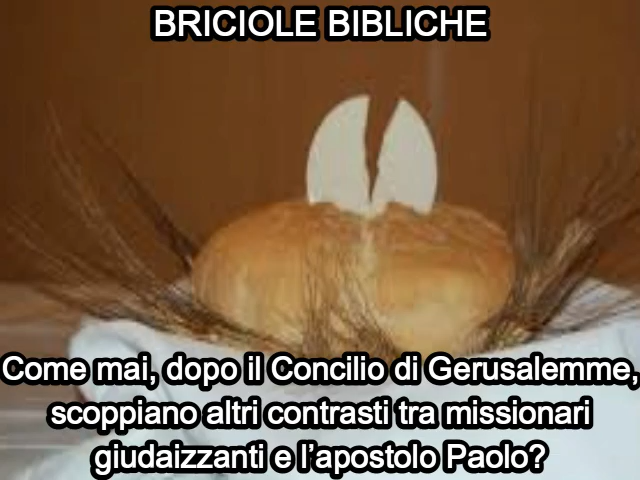 BRICIOLE BIBLICHE
Come mai, dopo il Concilio di Gerusalemme,
scoppiano altri contrasti tra missionari
giudaizzanti e l’apostolo Paolo?